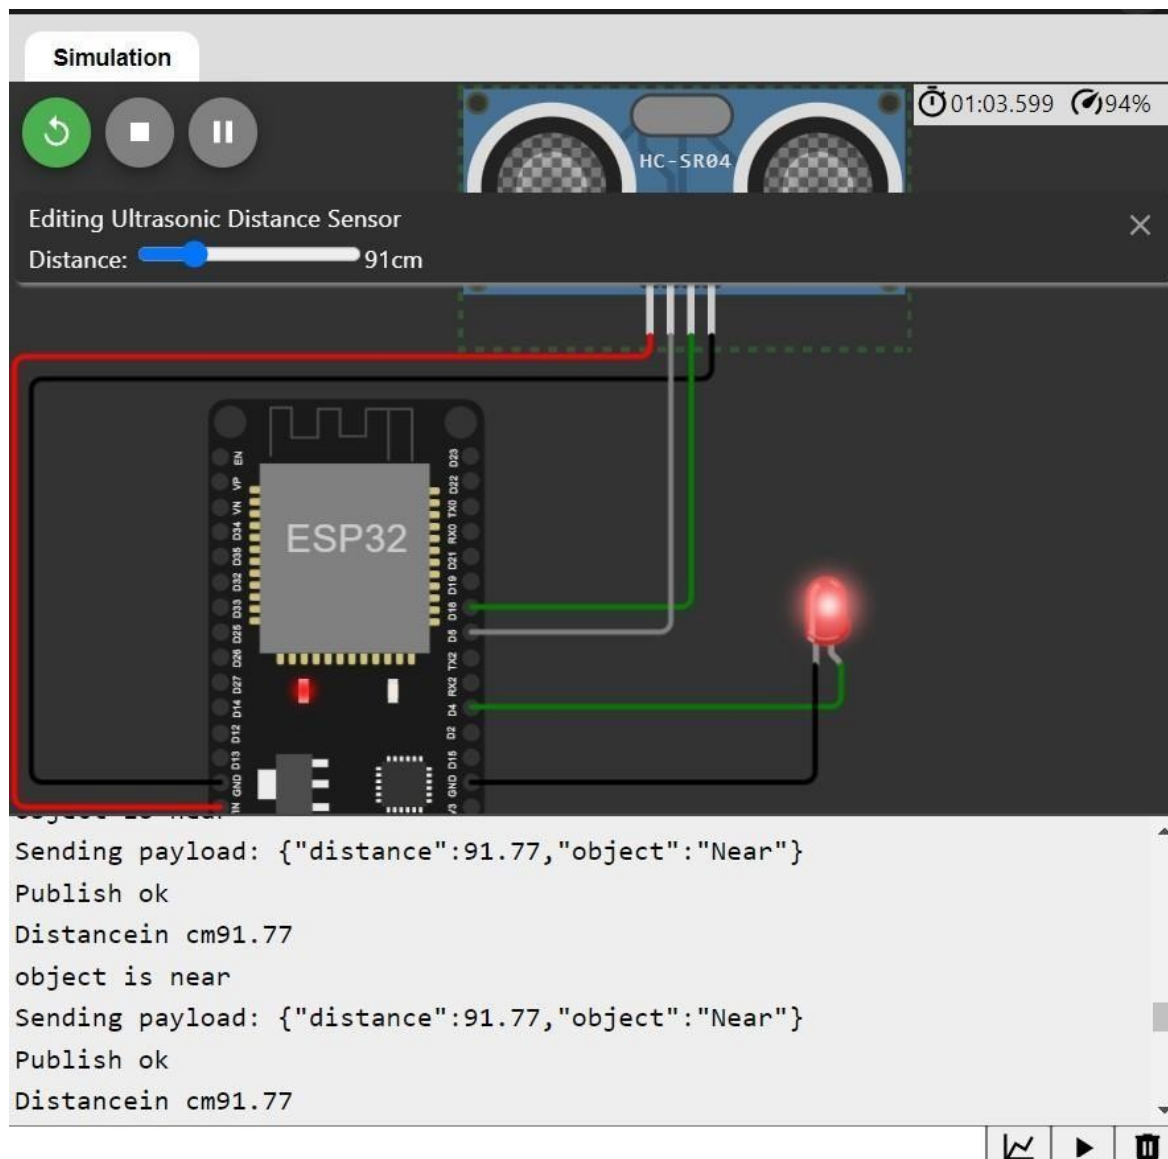 Simulation
01:03.599 94%
HC-SR04
Editing Ultrasonic Distance Sensor
Distance: 91cm
EN
VP
VN
D34
D35
D32
D33
D25
D26
D27
D14
D12
D13
GND
ESP32
D23
D22
TX0
RX0
D21
D19
D18
D5
TX2
RX2
D4
D2
D15
GND
object is near
Sending payload: {"distance":91.77,"object":"Near"}
Publish ok
Distancein cm91.77
object is near
Sending payload: {"distance":91.77,"object":"Near"}
Publish ok
Distancein cm91.77